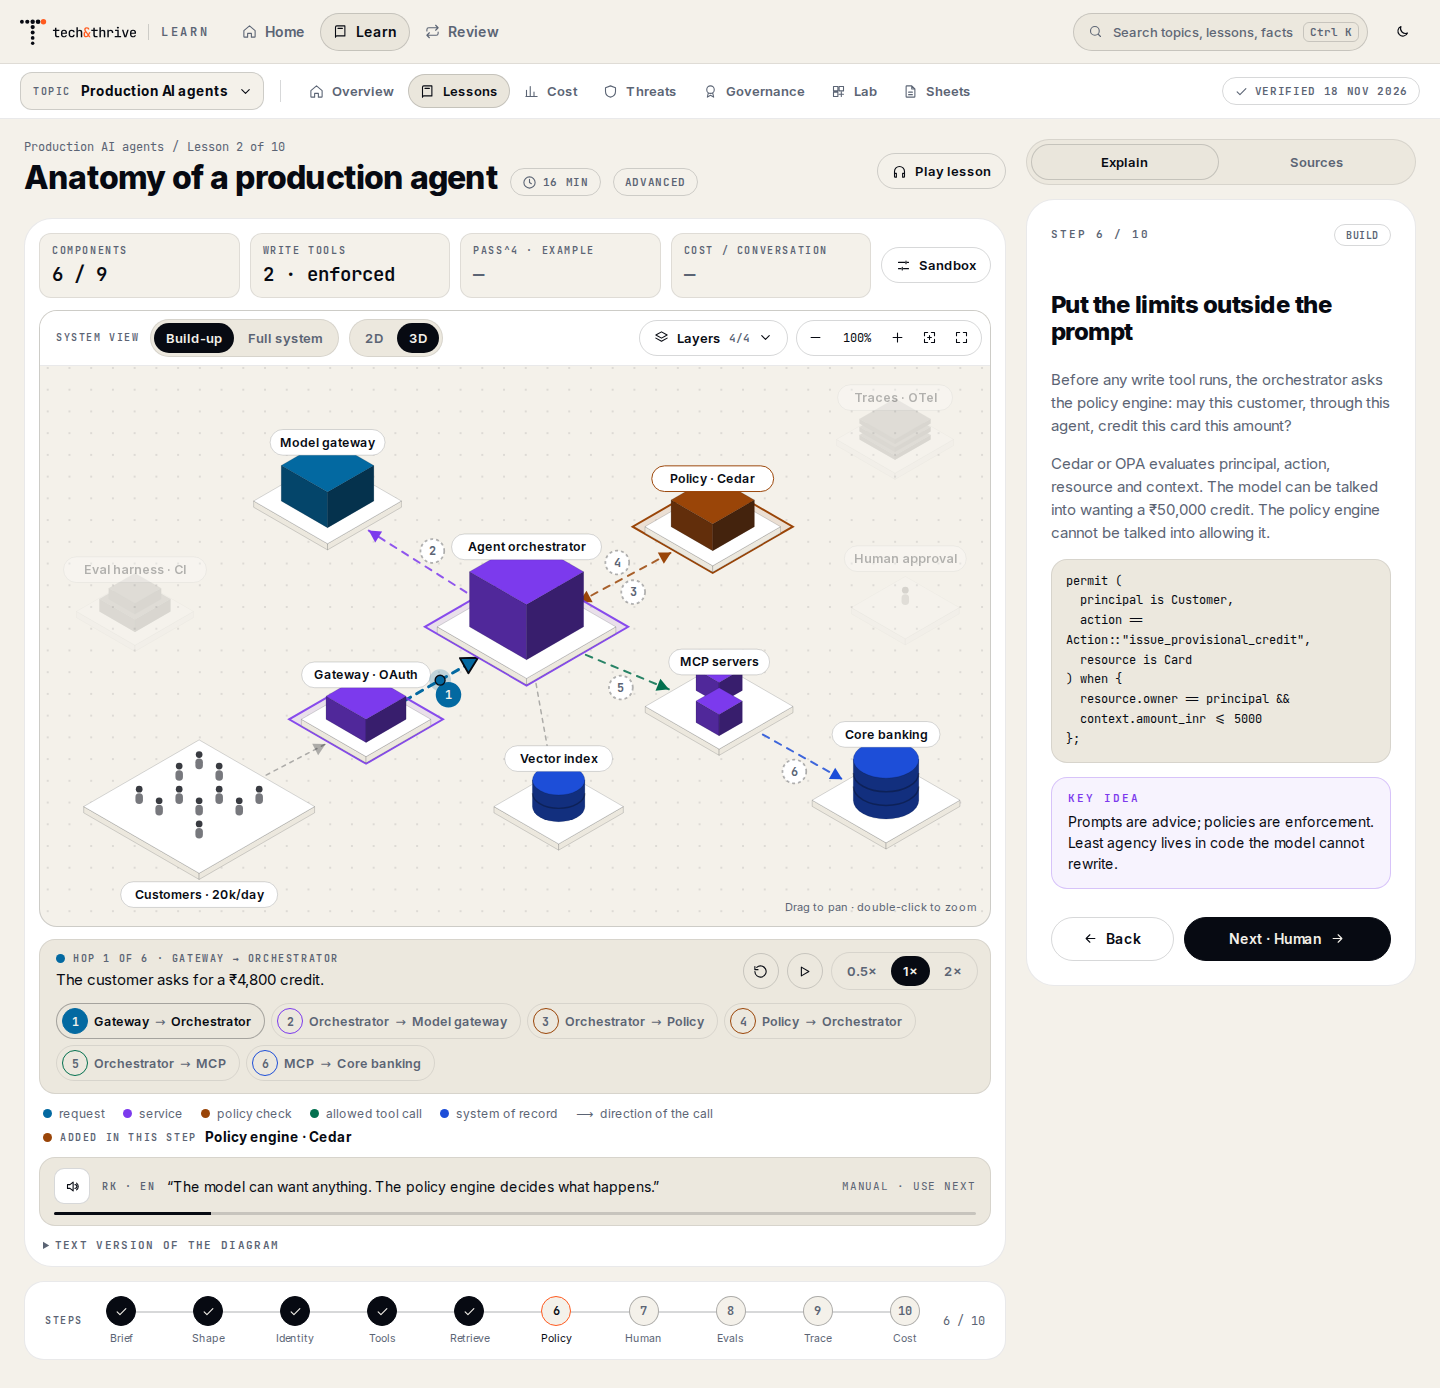 tech&thrive
LEARN
Home
Learn
Review
Search topics, lessons, facts
Ctrl K
TOPIC Production AI agents
Overview
Lessons
Cost
Threats
Governance
Lab
Sheets
VERIFIED 18 NOV 2026
Production AI agents / Lesson 2 of 10
Anatomy of a production agent
16 MIN
ADVANCED
Play lesson
COMPONENTS
6 / 9
WRITE TOOLS
2 · enforced
PASS^4 · EXAMPLE
—
COST / CONVERSATION
—
Sandbox
SYSTEM VIEW
Build-up
Full system
2D
3D
Layers 4/4
100%
Traces · OTel
Model gateway
Policy · Cedar
Agent orchestrator
2
4
3
Eval harness · CI
Human approval
Gateway · OAuth
1
MCP servers
5
Core banking
Vector index
6
Customers · 20k/day
Drag to pan · double-click to zoom
HOP 1 OF 6 · GATEWAY → ORCHESTRATOR
The customer asks for a ₹4,800 credit.
0.5×
1×
2×
1 Gateway → Orchestrator
2 Orchestrator → Model gateway
3 Orchestrator → Policy
4 Policy → Orchestrator
5 Orchestrator → MCP
6 MCP → Core banking
request
service
policy check
allowed tool call
system of record
→ direction of the call
ADDED IN THIS STEP Policy engine · Cedar
RK · EN “The model can want anything. The policy engine decides what happens.”
MANUAL · USE NEXT
TEXT VERSION OF THE DIAGRAM
STEPS
Brief
Shape
Identity
Tools
Retrieve
6
Policy
7
Human
8
Evals
9
Trace
10
Cost
6 / 10
Explain
Sources
STEP 6 / 10
BUILD
Put the limits outside the
prompt
Before any write tool runs, the orchestrator asks
the policy engine: may this customer, through this
agent, credit this card this amount?
Cedar or OPA evaluates principal, action,
resource and context. The model can be talked
into wanting a ₹50,000 credit. The policy engine
cannot be talked into allowing it.
permit (
principal is Customer,
action ==
Action::"issue_provisional_credit",
resource is Card
) when {
resource.owner == principal &&
context.amount_inr <= 5000
};
KEY IDEA
Prompts are advice; policies are enforcement.
Least agency lives in code the model cannot
rewrite.
← Back
Next · Human →